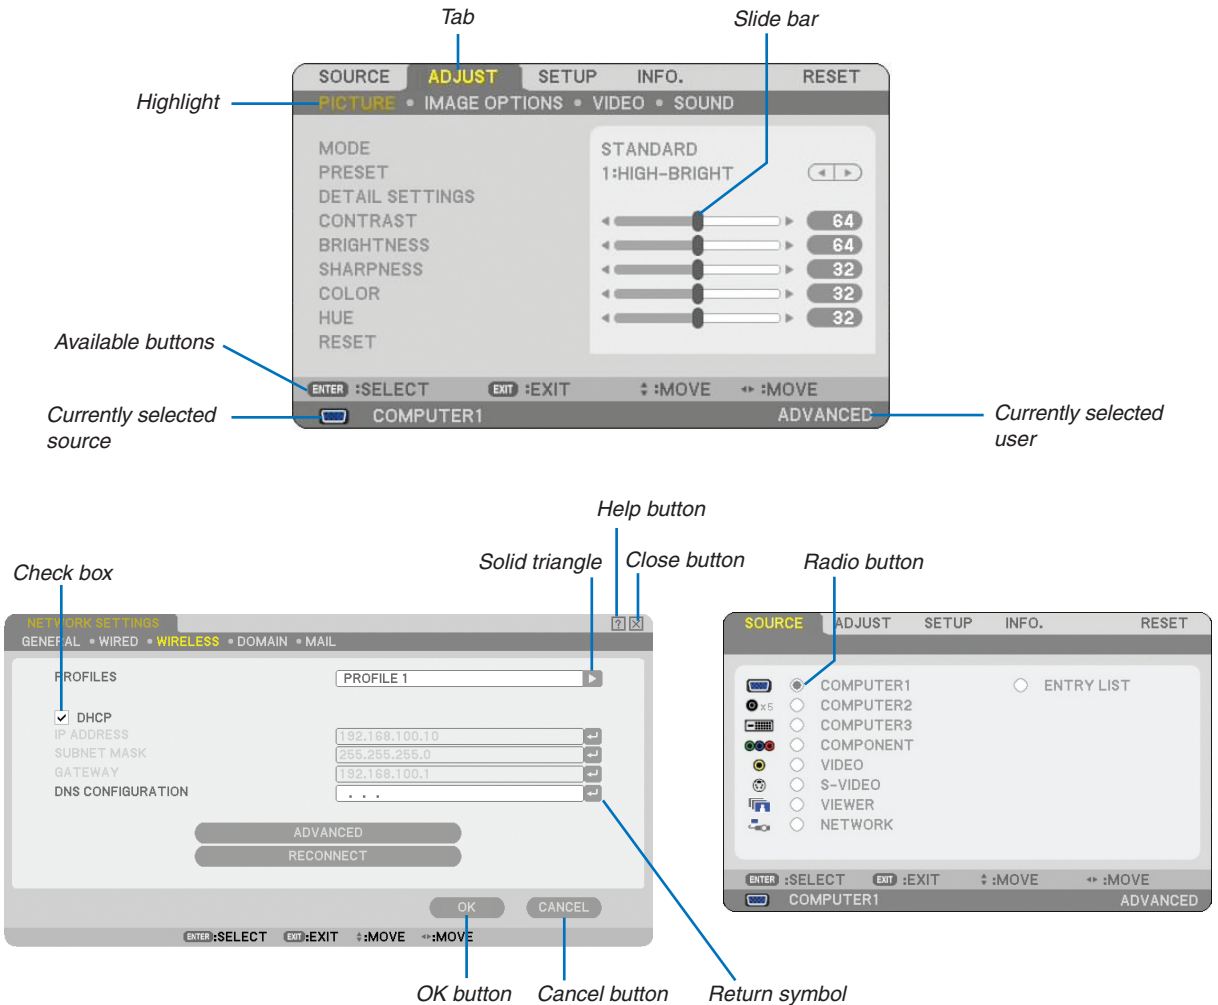 Tab
Slide bar
SOURCE ADJUST SETUP INFO. RESET
Highlight
PICTURE • IMAGE OPTIONS • VIDEO • SOUND
MODE STANDARD
PRESET 1:HIGH-BRIGHT
DETAIL SETTINGS
CONTRAST 64
BRIGHTNESS 64
SHARPNESS 32
COLOR 32
HUE 32
RESET
Available buttons
ENTER :SELECT EXIT :EXIT :MOVE :MOVE
COMPUTER1 ADVANCED
Currently selected
source
Currently selected
user
Help button
Check box
Solid triangle
Close button
Radio button
NETWORK SETTINGS ?
GENERAL • WIRED • WIRELESS • DOMAIN • MAIL
PROFILES PROFILE 1
DHCP
IP ADDRESS 192.168.100.10
SUBNET MASK 255.255.255.0
GATEWAY 192.168.100.1
DNS CONFIGURATION . . .
ADVANCED
RECONNECT
OK CANCEL
ENTER:SELECT EXIT:EXIT :MOVE :MOVE
OK button
Cancel button
Return symbol
SOURCE ADJUST SETUP INFO. RESET
COMPUTER1 ENTRY LIST
x5 COMPUTER2
COMPUTER3
COMPONENT
VIDEO
S-VIDEO
VIEWER
NETWORK
ENTER :SELECT EXIT :EXIT :MOVE :MOVE
COMPUTER1 ADVANCED